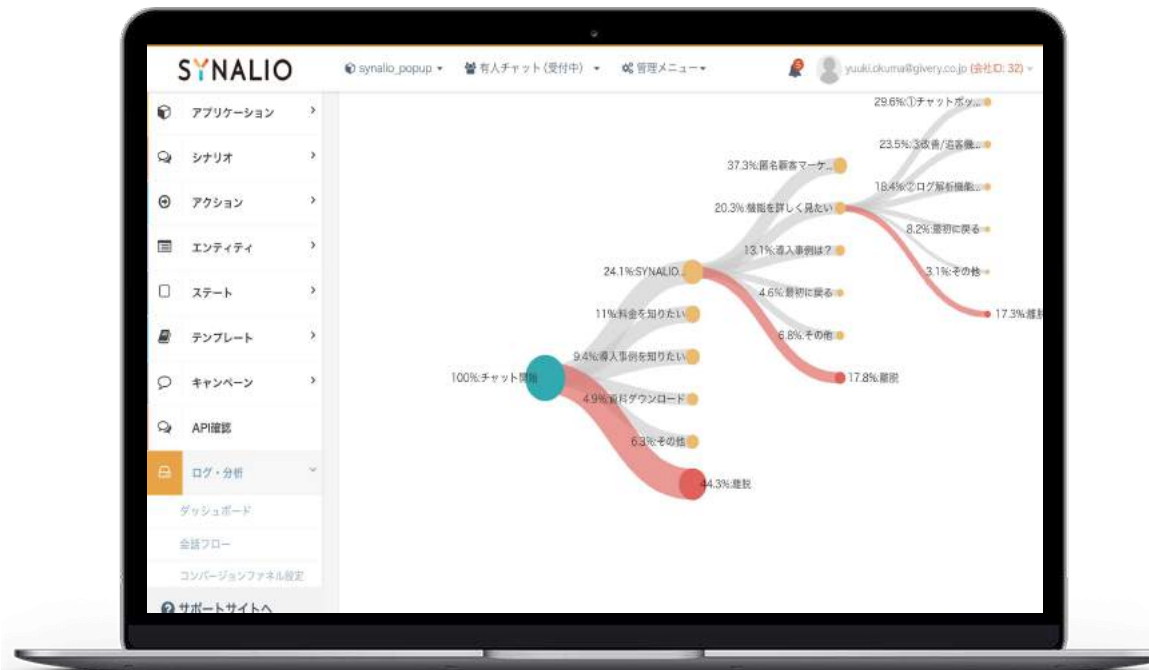 SYNALIO
synalio_popup
有人チャット(受付中)
管理メニュー
5
yuuki.okuma@givery.co.jp (会社ID: 32)
アプリケーション
シナリオ
アクション
エンティティ
ステート
テンプレート
キャンペーン
API確認
ログ・分析
ダッシュボード
会話フロー
コンバージョンファネル設定
サポートサイトへ
100%:チャット開始
24.1%:SYNALIO...
11%:料金を知りたい
9.4%:導入事例を知りたい
4.9%:資料ダウンロード
6.3%:その他
44.3%:離脱
37.3%:匿名顧客マーケ...
20.3%:機能を詳しく見たい
13.1%:導入事例は?
4.6%:最初に戻る
6.8%:その他
17.8%:離脱
29.6%:①チャットボッ...
23.5%:③改善/追客機...
18.4%:②ログ解析機能...
8.2%:最初に戻る
3.1%:その他
17.3%:離脱